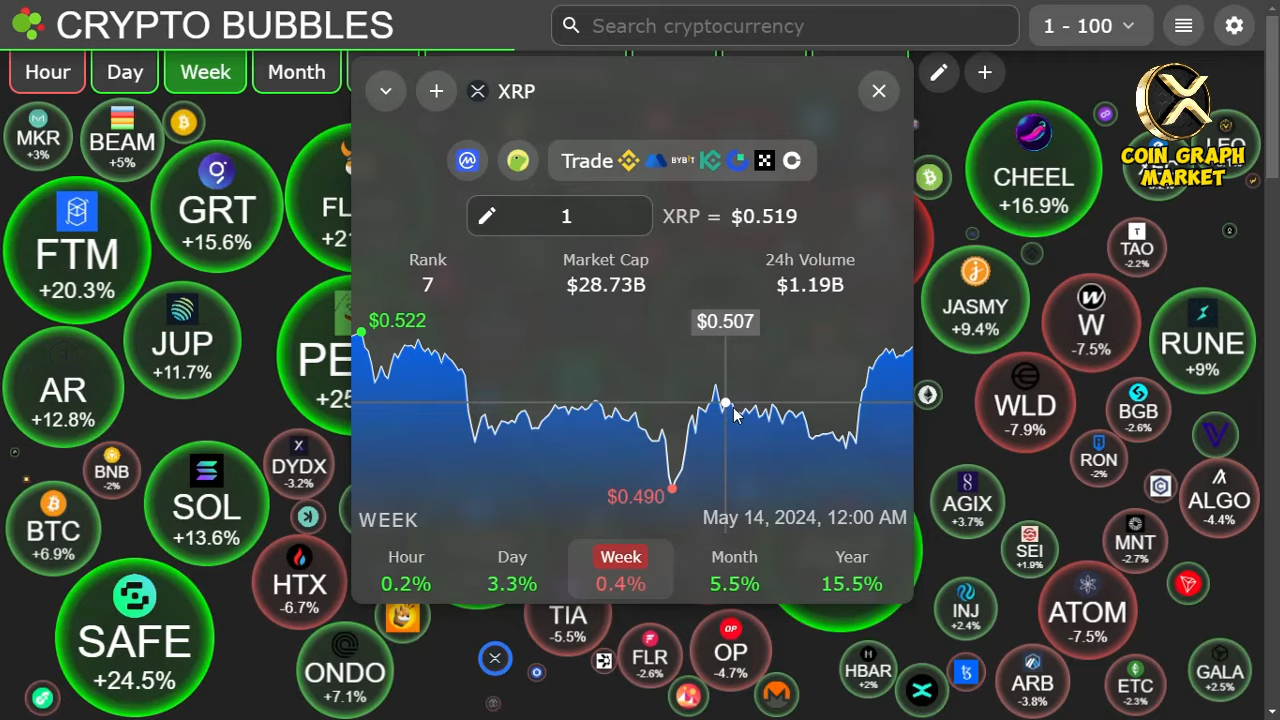 CRYPTO BUBBLES
Search cryptocurrency
1 - 100
Hour
Day
Week
Month
XRP
COIN GRAPH
MARKET
Trade
BYBIT
1
XRP = $0.519
Rank
Market Cap
24h Volume
7
$28.73B
$1.19B
$0.522
$0.507
$0.490
WEEK
May 14, 2024, 12:00 AM
Hour
Day
Week
Month
Year
0.2%
3.3%
0.4%
5.5%
15.5%
MKR
+3%
BEAM
+5%
GRT
+15.6%
FTM
+20.3%
JUP
+11.7%
AR
+12.8%
BNB
-2%
DYDX
-3.2%
SOL
+13.6%
BTC
+6.9%
HTX
-6.7%
SAFE
+24.5%
ONDO
+7.1%
TIA
-5.5%
FLR
-2.6%
OP
-4.7%
CHEEL
+16.9%
LEO
TAO
-2.2%
JASMY
+9.4%
W
-7.5%
RUNE
+9%
WLD
-7.9%
BGB
-2.6%
RON
-2%
ALGO
-4.4%
AGIX
+3.7%
SEI
+1.9%
MNT
-2.7%
INJ
+2.4%
ATOM
-7.5%
HBAR
+2%
ARB
-3.8%
ETC
-2.3%
GALA
+2.5%